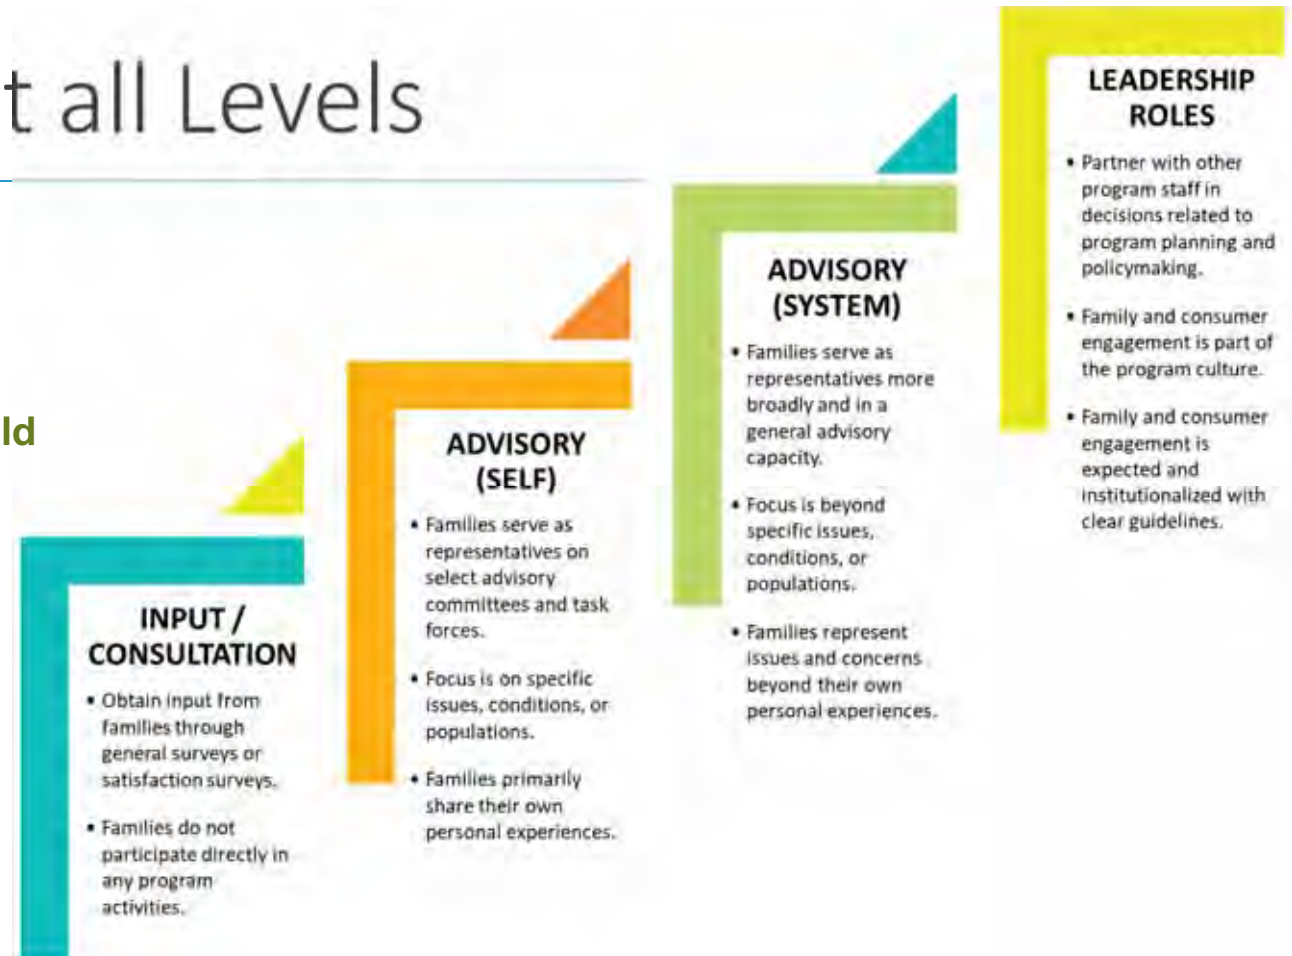 t all Levels
ld
INPUT /
CONSULTATION
• Obtain input from
families through
general surveys or
satisfaction surveys.
• Families do not
participate directly in
any program
activities.
ADVISORY
(SELF)
• Families serve as
representatives on
select advisory
committees and task
forces.
• Focus is on specific
issues, conditions, or
populations.
• Families primarily
share their own
personal experiences.
ADVISORY
(SYSTEM)
• Families serve as
representatives more
broadly and in a
general advisory
capacity.
• Focus is beyond
specific issues,
conditions, or
populations.
• Families represent
issues and concerns
beyond their own
personal experiences.
LEADERSHIP
ROLES
• Partner with other
program staff in
decisions related to
program planning and
policymaking.
• Family and consumer
engagement is part of
the program culture.
• Family and consumer
engagement is
expected and
institutionalized with
clear guidelines.